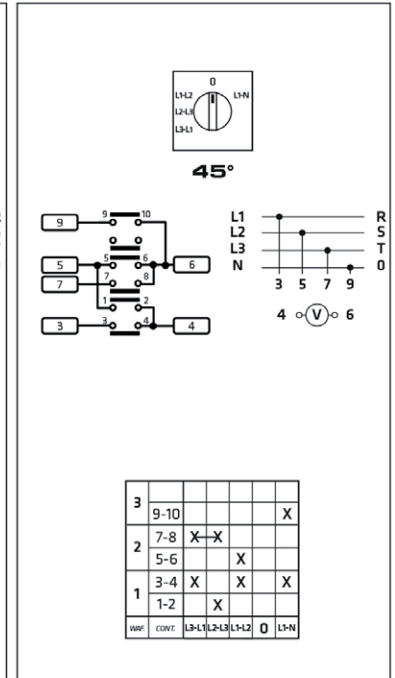 0
L1-L2 L1-N
L2-L3
L3-L1
45°
9 9 10
5 5 6 6
7 7 8
1 2
3 3 4 4
L1 R
L2 S
L3 T
N 0
3 5 7 9
4 V 6
3
9-10 X
2 7-8 X X
5-6 X
1 3-4 X X X
1-2 X
WAF. CONT. L3-L1 L2-L3 L1-L2 0 L1-N